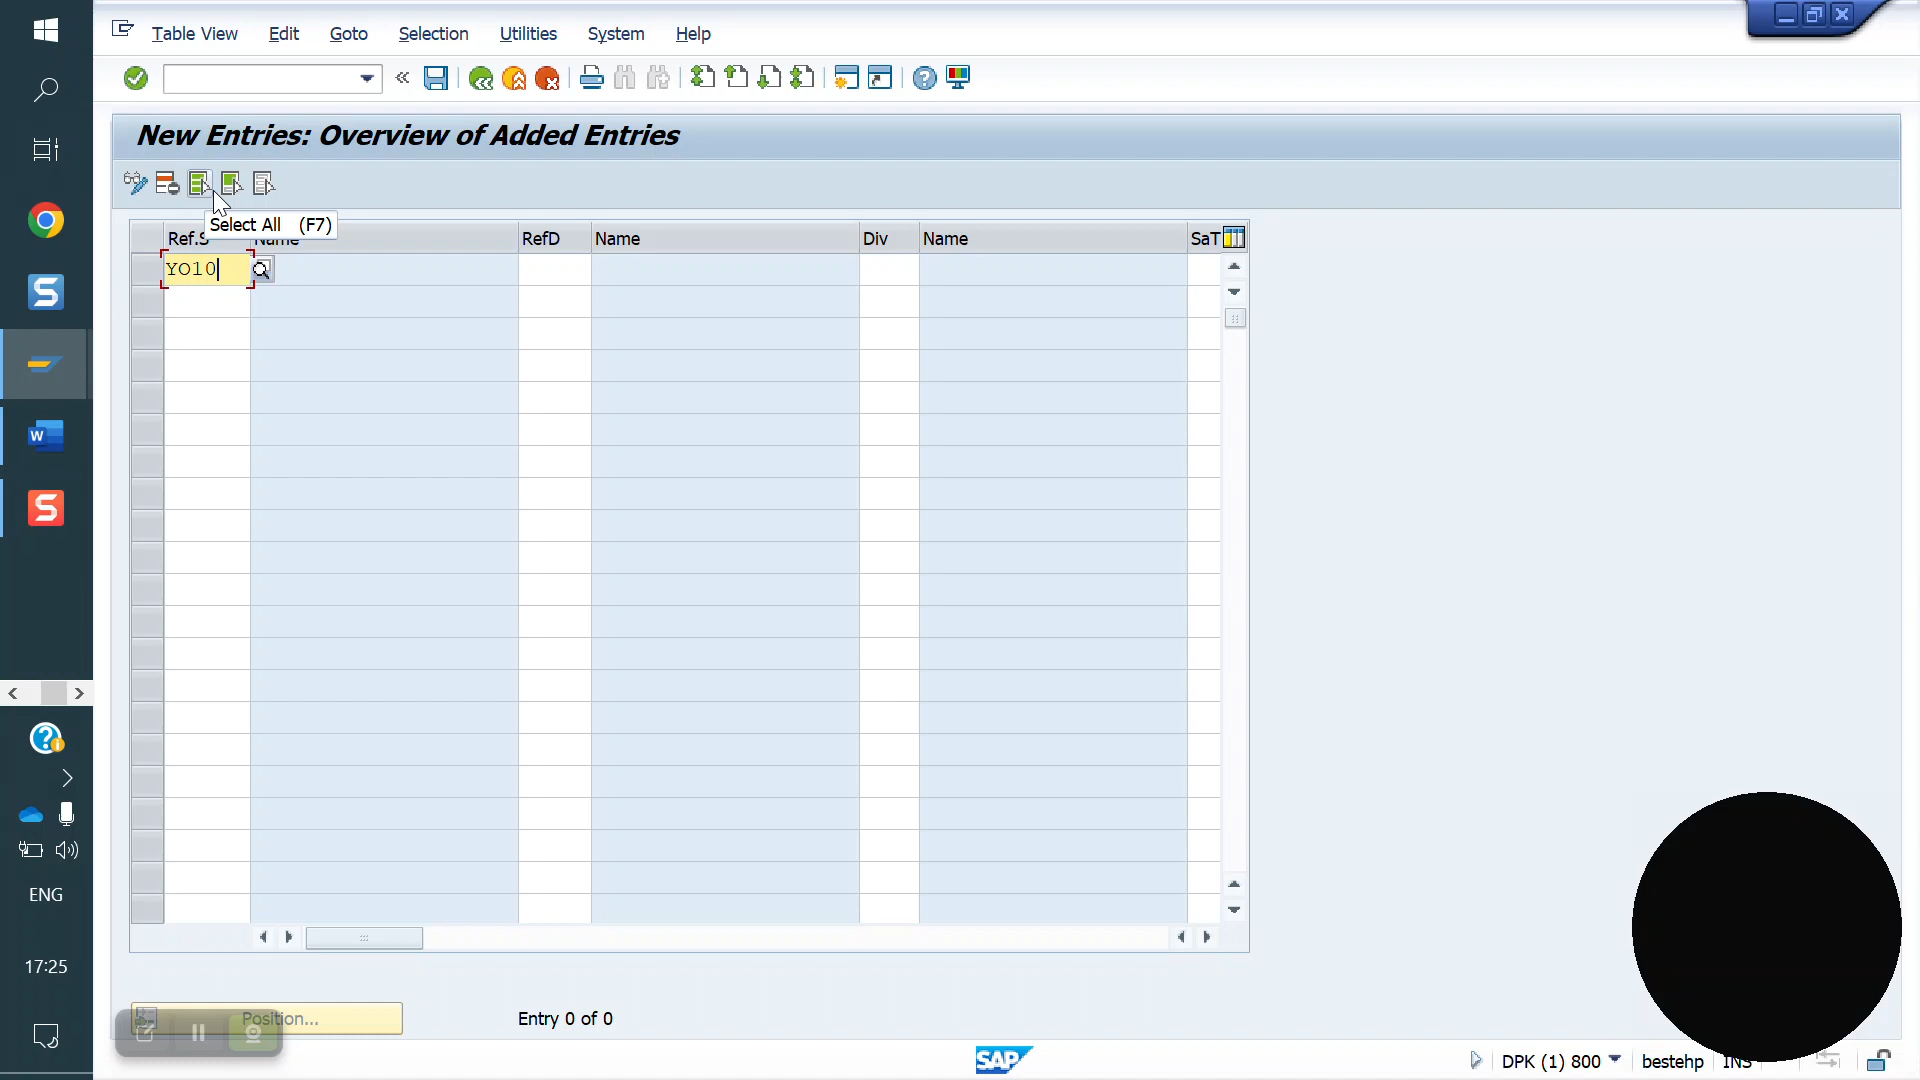 Table View Edit Goto Selection Utilities System Help
New Entries: Overview of Added Entries
Select All (F7)
Ref.S Name RefD Name Div Name SaT
YO10
Position... Entry 0 of 0
ENG
17:25
SAP
DPK (1) 800 bestehp INS